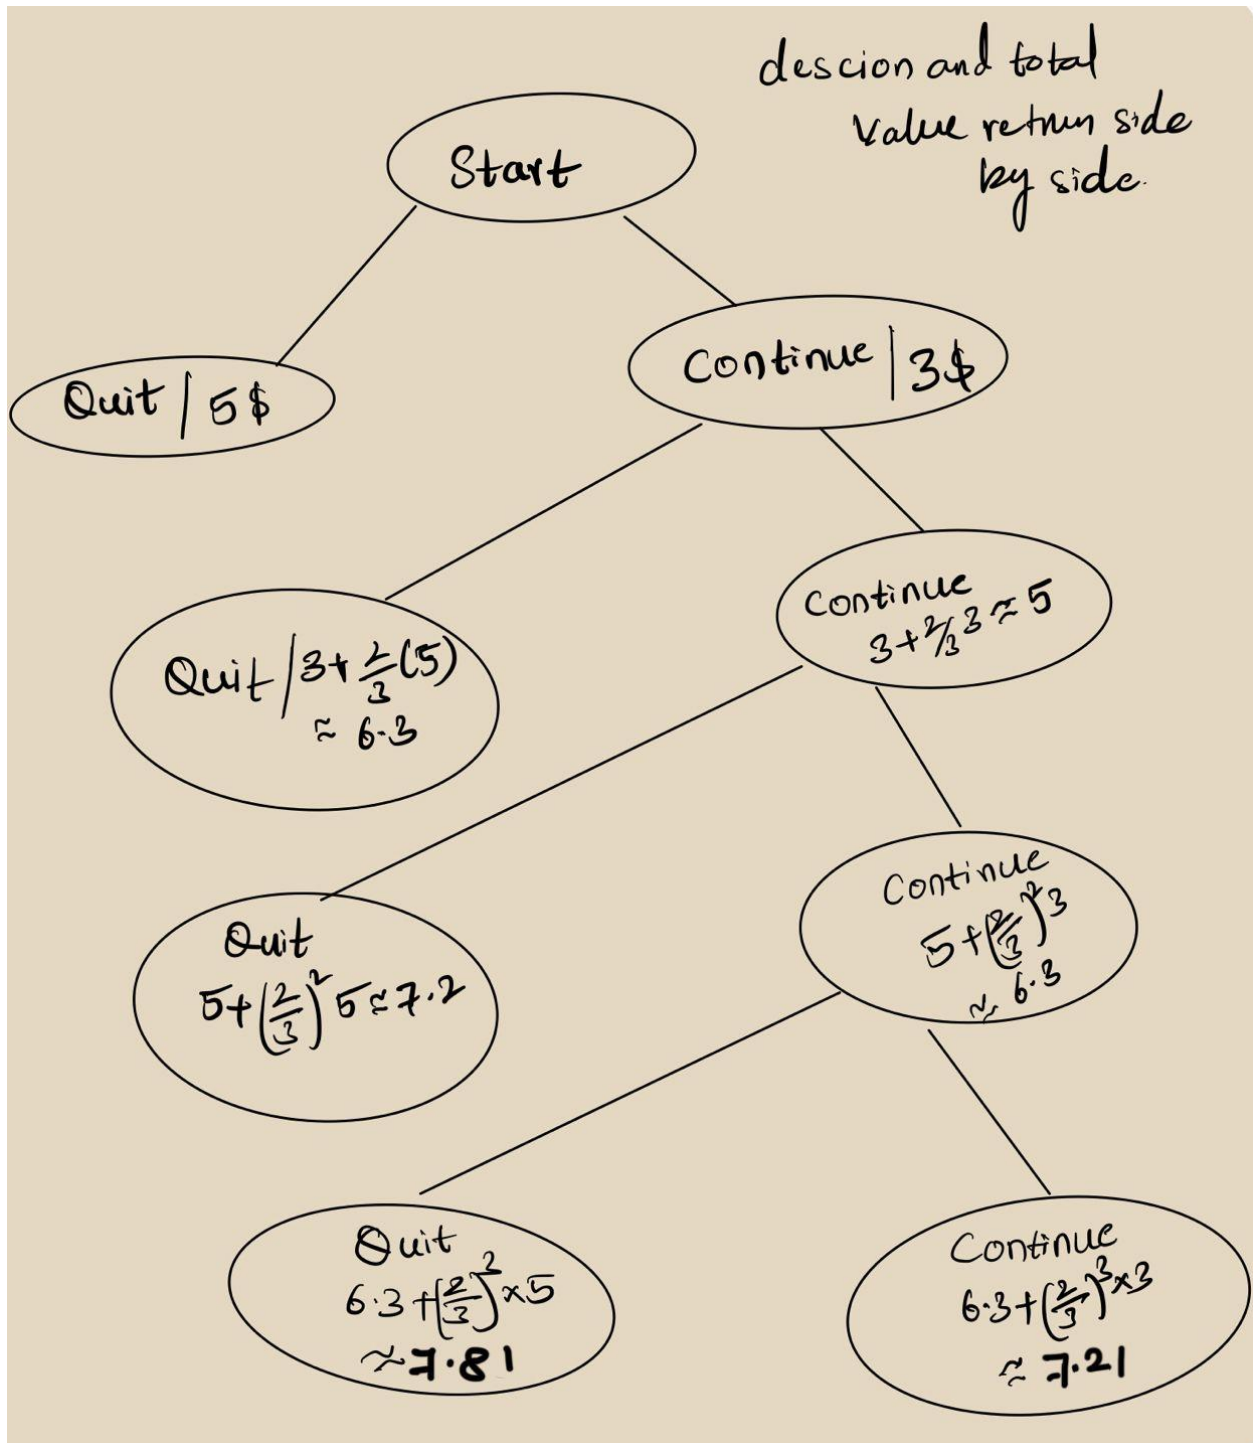 descion and total
value retrun side
by side.
Start
Quit / 5$
Continue | 3$
Quit / 3 + 2/3 (5)
≈ 6.3
Continue
3 + 2/3 3 ≈ 5
Quit
5 + (2/3)^2 5 ≈ 7.2
Continue
5 + (2/3)^2 3
≈ 6.3
Quit
6.3 + (2/3)^3 × 5
≈ 7.81
Continue
6.3 + (2/3)^3 × 3
≈ 7.21